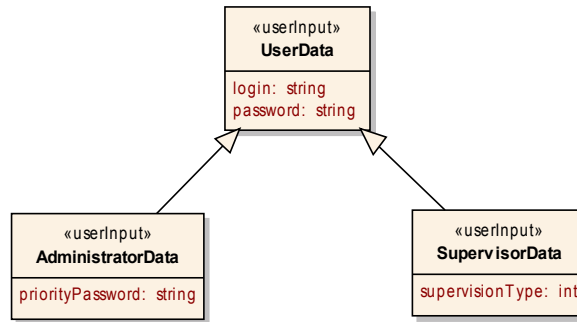 «userInput»
UserData
login: string
password: string
«userInput»
AdministratorData
priorityPassword: string
«userInput»
SupervisorData
supervisionType: int